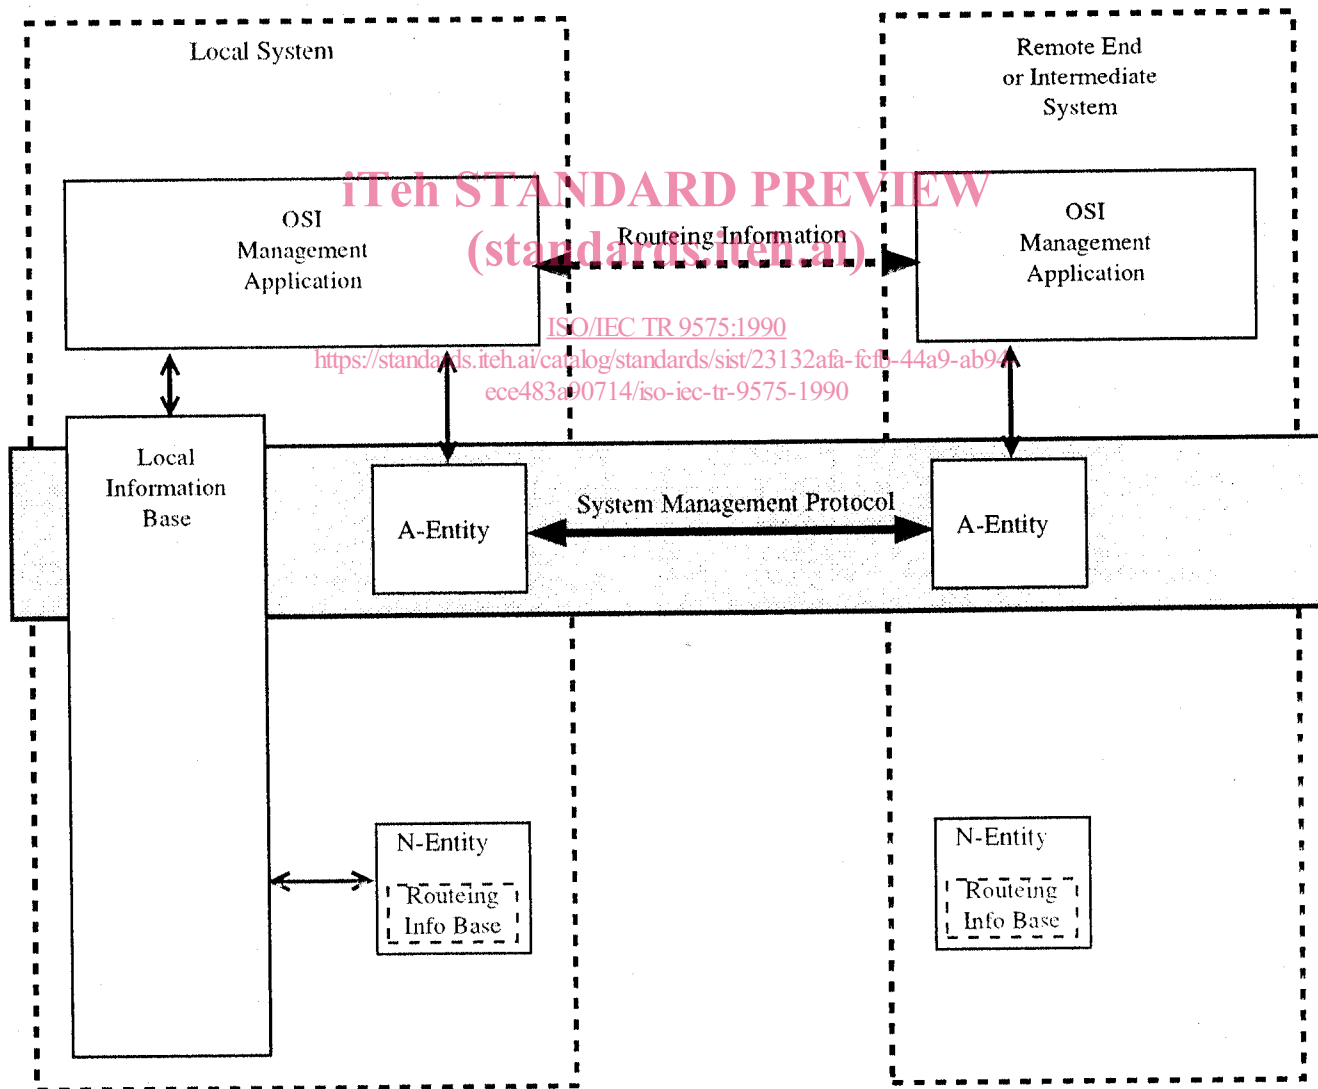 Local System
Remote End
or Intermediate
System
iTeh STANDARD PREVIEW
(standards.iteh.ai)
OSI
Management
Application
Routeing Information
OSI
Management
Application
ISO/IEC TR 9575:1990
https://standards.iteh.ai/catalog/standards/sist/23132afa-fcfb-44a9-ab94-
ece483a90714/iso-iec-tr-9575-1990
Local
Information
Base
A-Entity
System Management Protocol
A-Entity
N-Entity
Routeing
Info Base
N-Entity
Routeing
Info Base